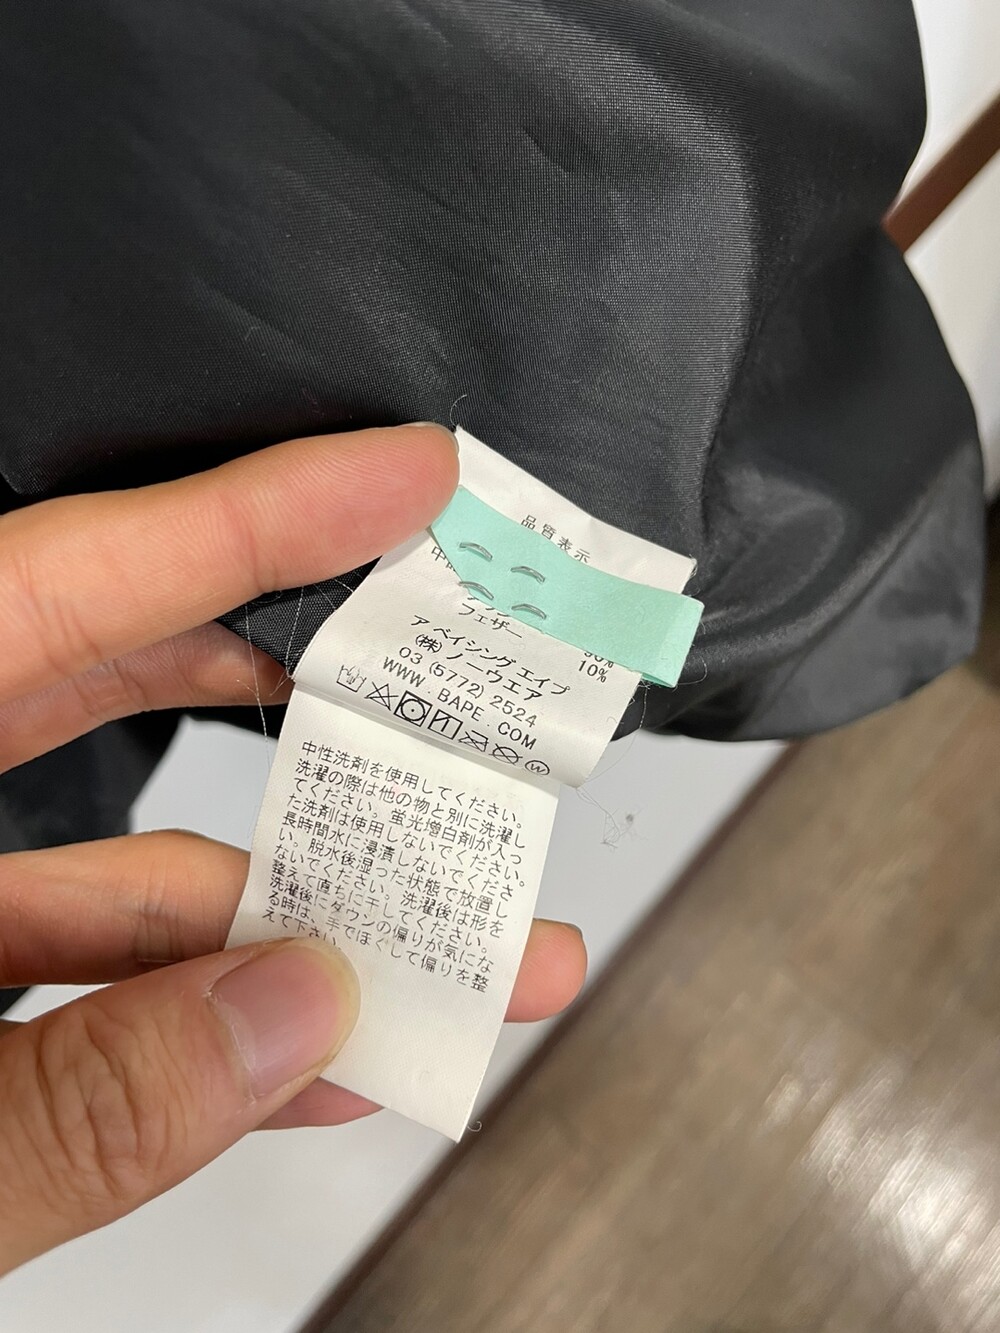 品質表示
フェザー
10%
ア ベイシング エイプ
(株) ノーウエア
03 (5772) 2524
WWW.BAPE.COM
W
中性洗剤を使用してください。
洗濯の際は他の物と別に洗濯し
てください。蛍光増白剤が入っ
た洗剤は使用しないでください。
長時間水に浸漬しないでくださ
い。脱水後湿った状態で放置し
ないでください。洗濯後は形を
整えて直ちに干してください。
洗濯後にダウンの偏りが気にな
る時は、手でほぐして偏りを整
えて下さい